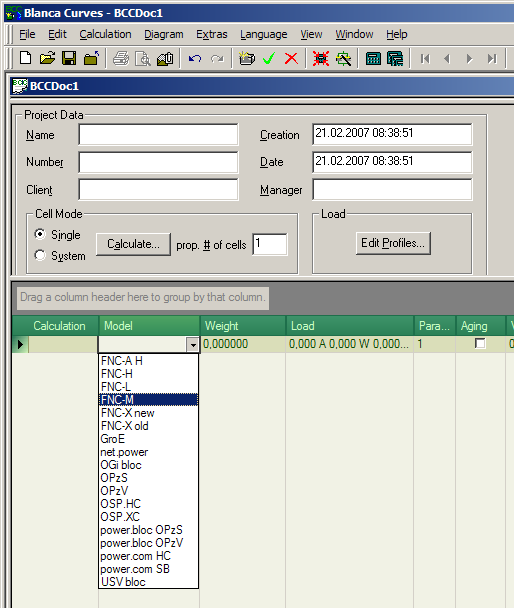 Blanca Curves - BCCDoc1
File Edit Calculation Diagram Extras Language View Window Help
BCCDoc1
Project Data
Name Creation 21.02.2007 08:38:51
Number Date 21.02.2007 08:38:51
Client Manager
Cell Mode Load
Single
System
Calculate... prop. # of cells 1 Edit Profiles...
Drag a column header here to group by that column.
Calculation Model Weight Load Para... Aging V
0,000000 0,000 A 0,000 W 0,000... 1 0
FNC-A H
FNC-H
FNC-L
FNC-M
FNC-X new
FNC-X old
GroE
net.power
OGi bloc
OPzS
OPzV
OSP.HC
OSP.XC
power.bloc OPzS
power.bloc OPzV
power.com HC
power.com SB
USV bloc